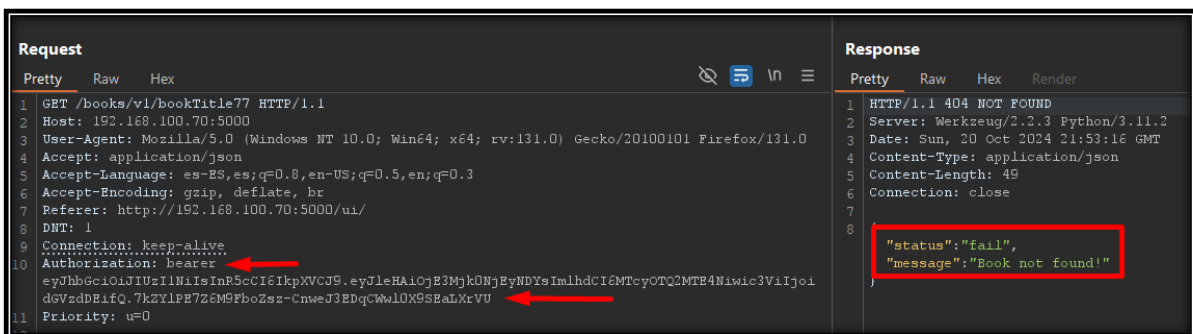 Request
Pretty Raw Hex
\n
1 GET /books/v1/bookTitle77 HTTP/1.1
2 Host: 192.168.100.70:5000
3 User-Agent: Mozilla/5.0 (Windows NT 10.0; Win64; x64; rv:131.0) Gecko/20100101 Firefox/131.0
4 Accept: application/json
5 Accept-Language: es-ES,es;q=0.8,en-US;q=0.5,en;q=0.3
6 Accept-Encoding: gzip, deflate, br
7 Referer: http://192.168.100.70:5000/ui/
8 DNT: 1
9 Connection: keep-alive
10 Authorization: bearer
eyJhbGciOiJIUzI1NiIsInR5cCI6IkpXVCJ9.eyJleHAiOjE3Mjk0NjEyNDYsImlhdCI6MTcyOTQ2MTE4Niwic3ViIjoi
dGVzdDEifQ.7kZYlPE7Z6M9FboZsz-CnweJ3EDqCWwlOX9SEaLXrVU
11 Priority: u=0
Response
Pretty Raw Hex Render
1 HTTP/1.1 404 NOT FOUND
2 Server: Werkzeug/2.2.3 Python/3.11.2
3 Date: Sun, 20 Oct 2024 21:53:16 GMT
4 Content-Type: application/json
5 Content-Length: 49
6 Connection: close
7
8 {
"status":"fail",
"message":"Book not found!"
}